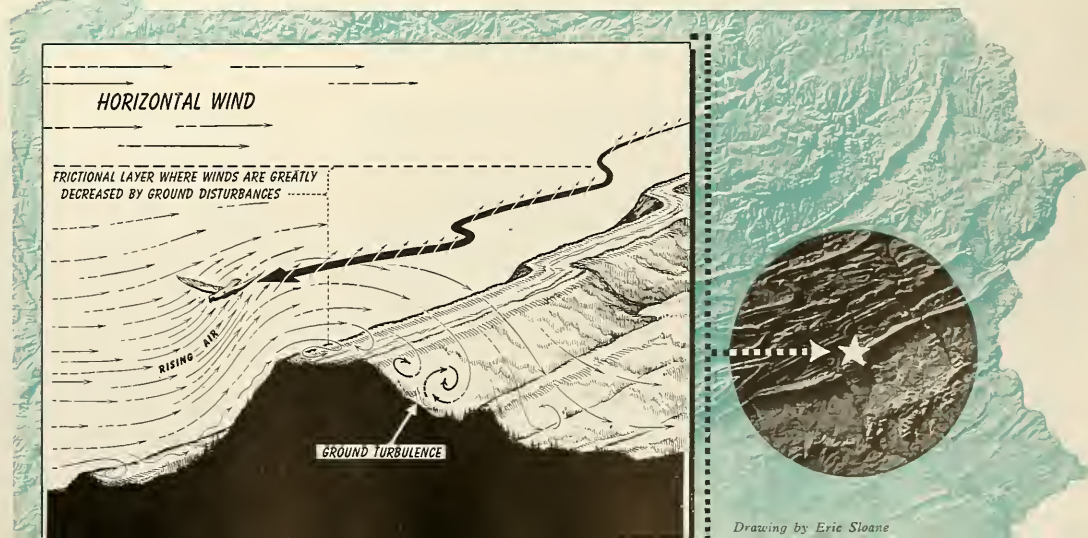 HORIZONTAL WIND
FRICTIONAL LAYER WHERE WINDS ARE GREATLY
DECREASED BY GROUND DISTURBANCES
RISING AIR
GROUND TURBULENCE
Drawing by Eric Sloane